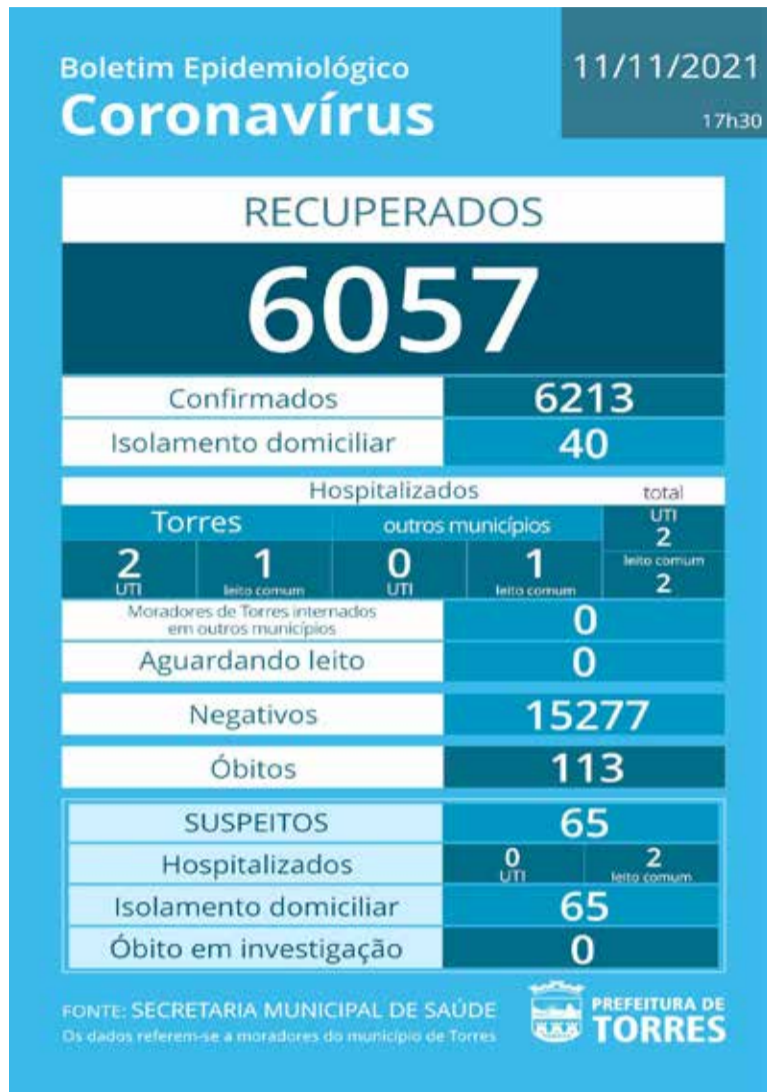 Boletim Epidemiológico
Coronavírus
11/11/2021
17h30
RECUPERADOS
6057
Confirmados 6213
Isolamento domiciliar 40
Hospitalizados total
Torres outros municípios UTI 2
2 UTI 1 leito comum 0 UTI 1 leito comum leito comum 2
Moradores de Torres internados
em outros municípios 0
Aguardando leito 0
Negativos 15277
Óbitos 113
SUSPEITOS 65
Hospitalizados 0 UTI 2 leito comum
Isolamento domiciliar 65
Óbito em investigação 0
FONTE: SECRETARIA MUNICIPAL DE SAÚDE
Os dados referem-se a moradores do município de Torres
PREFEITURA DE
TORRES